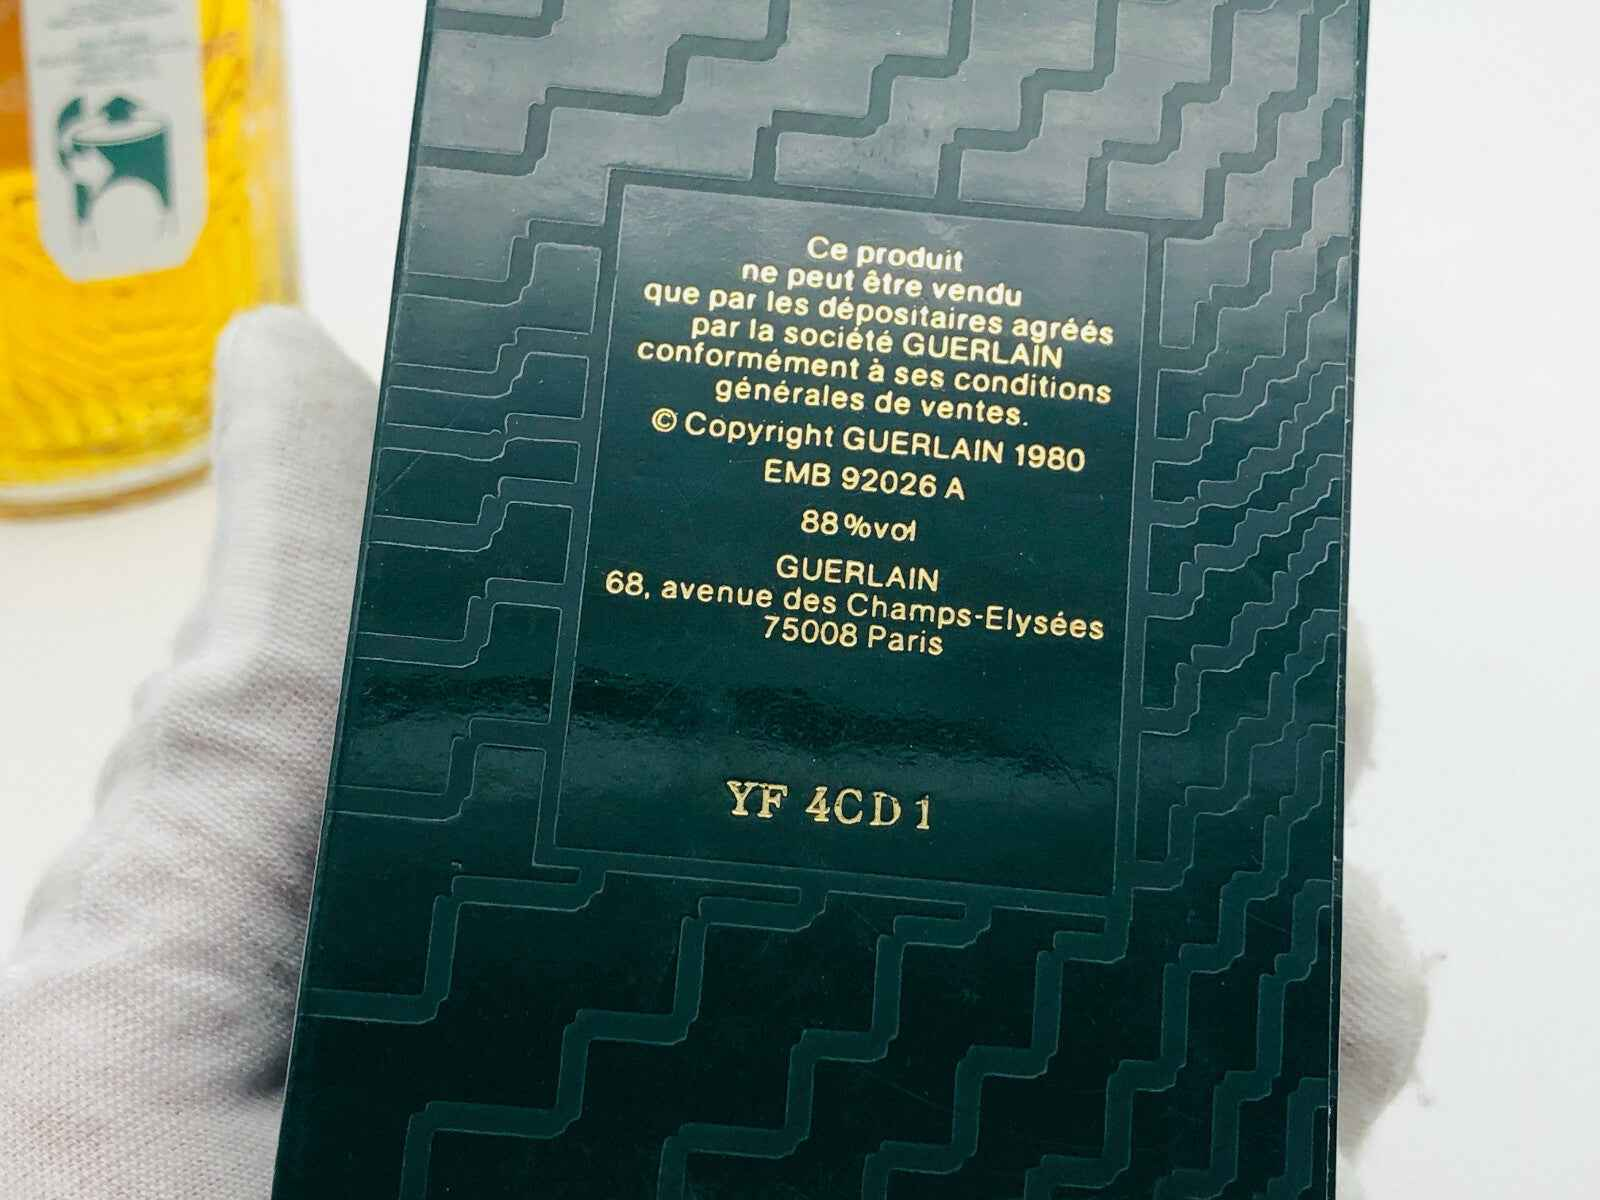 Ce produit
ne peut être vendu
que par les dépositaires agréés
par la société GUERLAIN
conformément à ses conditions
générales de ventes.
© Copyright GUERLAIN 1980
EMB 92026 A
88%vol
GUERLAIN
68, avenue des Champs-Elysées
75008 Paris
YF 4CD1